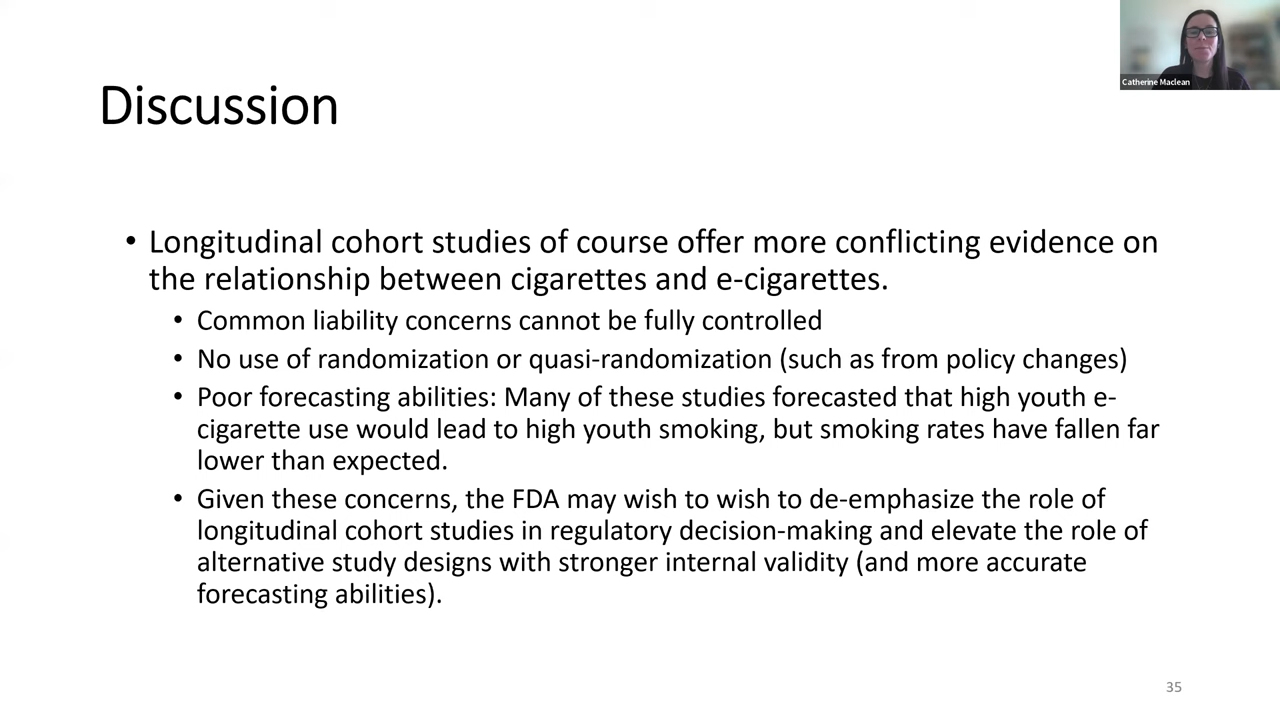 Catherine Maclean
Discussion
• Longitudinal cohort studies of course offer more conflicting evidence on
the relationship between cigarettes and e-cigarettes.
• Common liability concerns cannot be fully controlled
• No use of randomization or quasi-randomization (such as from policy changes)
• Poor forecasting abilities: Many of these studies forecasted that high youth e-
cigarette use would lead to high youth smoking, but smoking rates have fallen far
lower than expected.
• Given these concerns, the FDA may wish to wish to de-emphasize the role of
longitudinal cohort studies in regulatory decision-making and elevate the role of
alternative study designs with stronger internal validity (and more accurate
forecasting abilities).
35